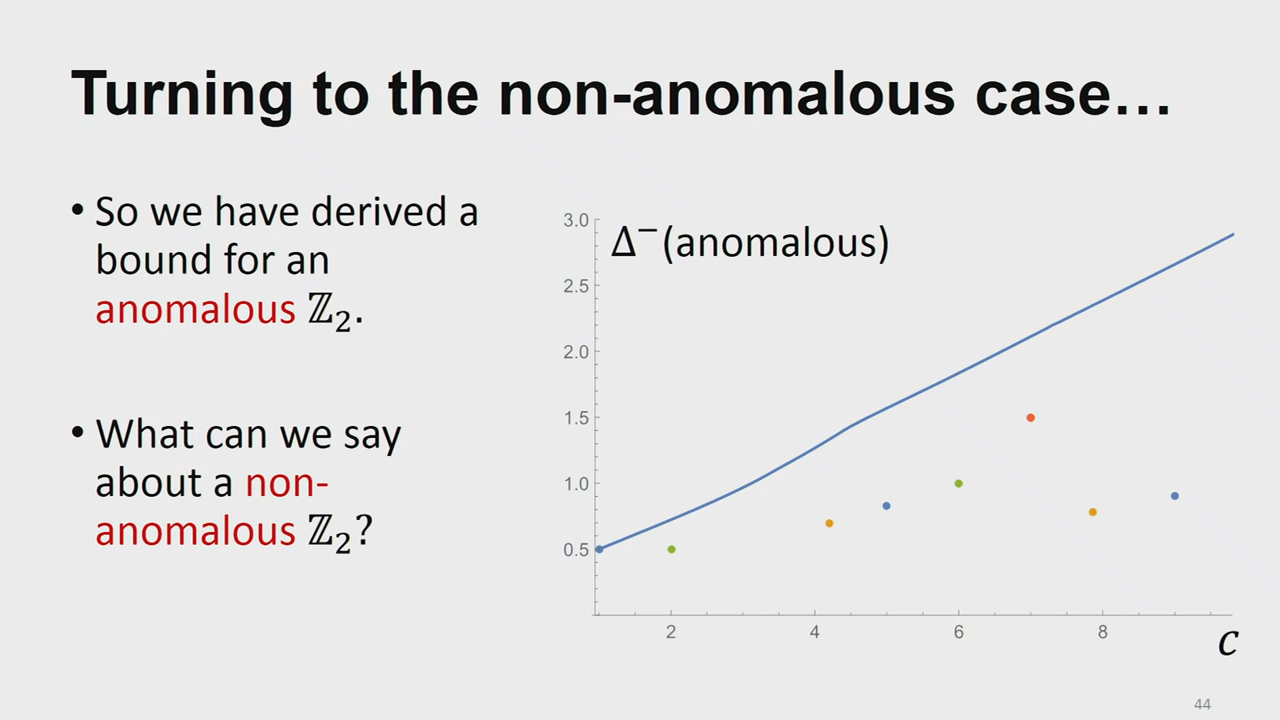 Turning to the non-anomalous case…
• So we have derived a
bound for an
anomalous ℤ₂.
• What can we say
about a non-
anomalous ℤ₂?
Δ⁻(anomalous)
3.0
2.5
2.0
1.5
1.0
0.5
2 4 6 8
c
44